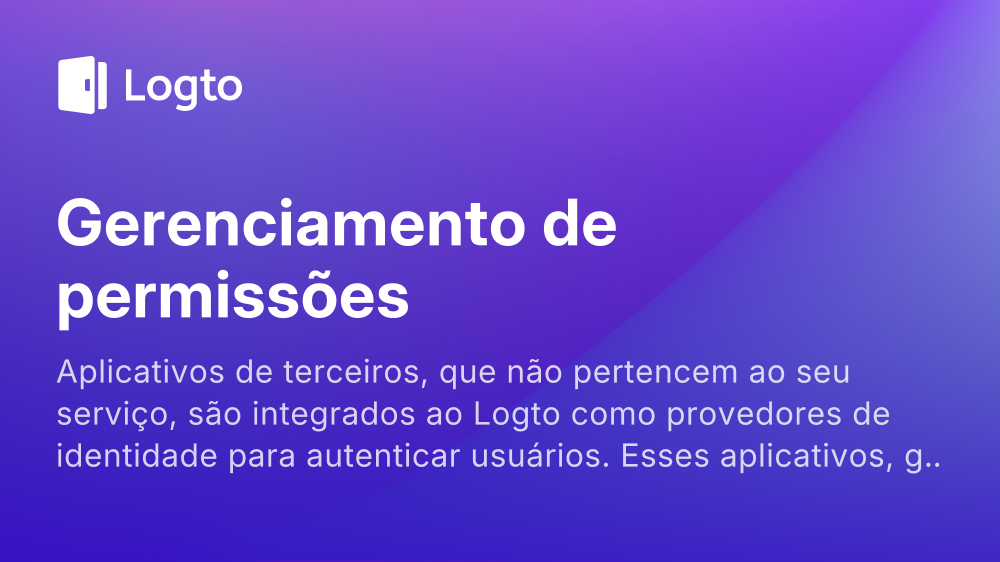 Logto
Gerenciamento de
permissões
Aplicativos de terceiros, que não pertencem ao seu
serviço, são integrados ao Logto como provedores de
identidade para autenticar usuários. Esses aplicativos, g..